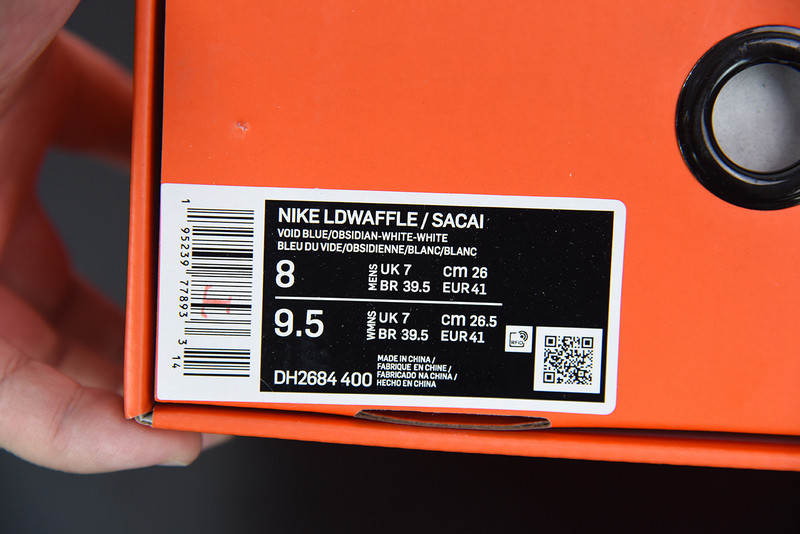 NIKE LDWAFFLE / SACAI
VOID BLUE/OBSIDIAN-WHITE-WHITE
BLEU DU VIDE/OBSIDIENNE/BLANC/BLANC
8 MENS UK 7 cm 26
BR 39.5 EUR 41
9.5 WMNS UK 7 cm 26.5
BR 39.5 EUR 41
RFID
MADE IN CHINA /
FABRIQUE EN CHINE /
FABRICADO NA CHINA /
HECHO EN CHINA
DH2684 400
1 95239 77893 3 14